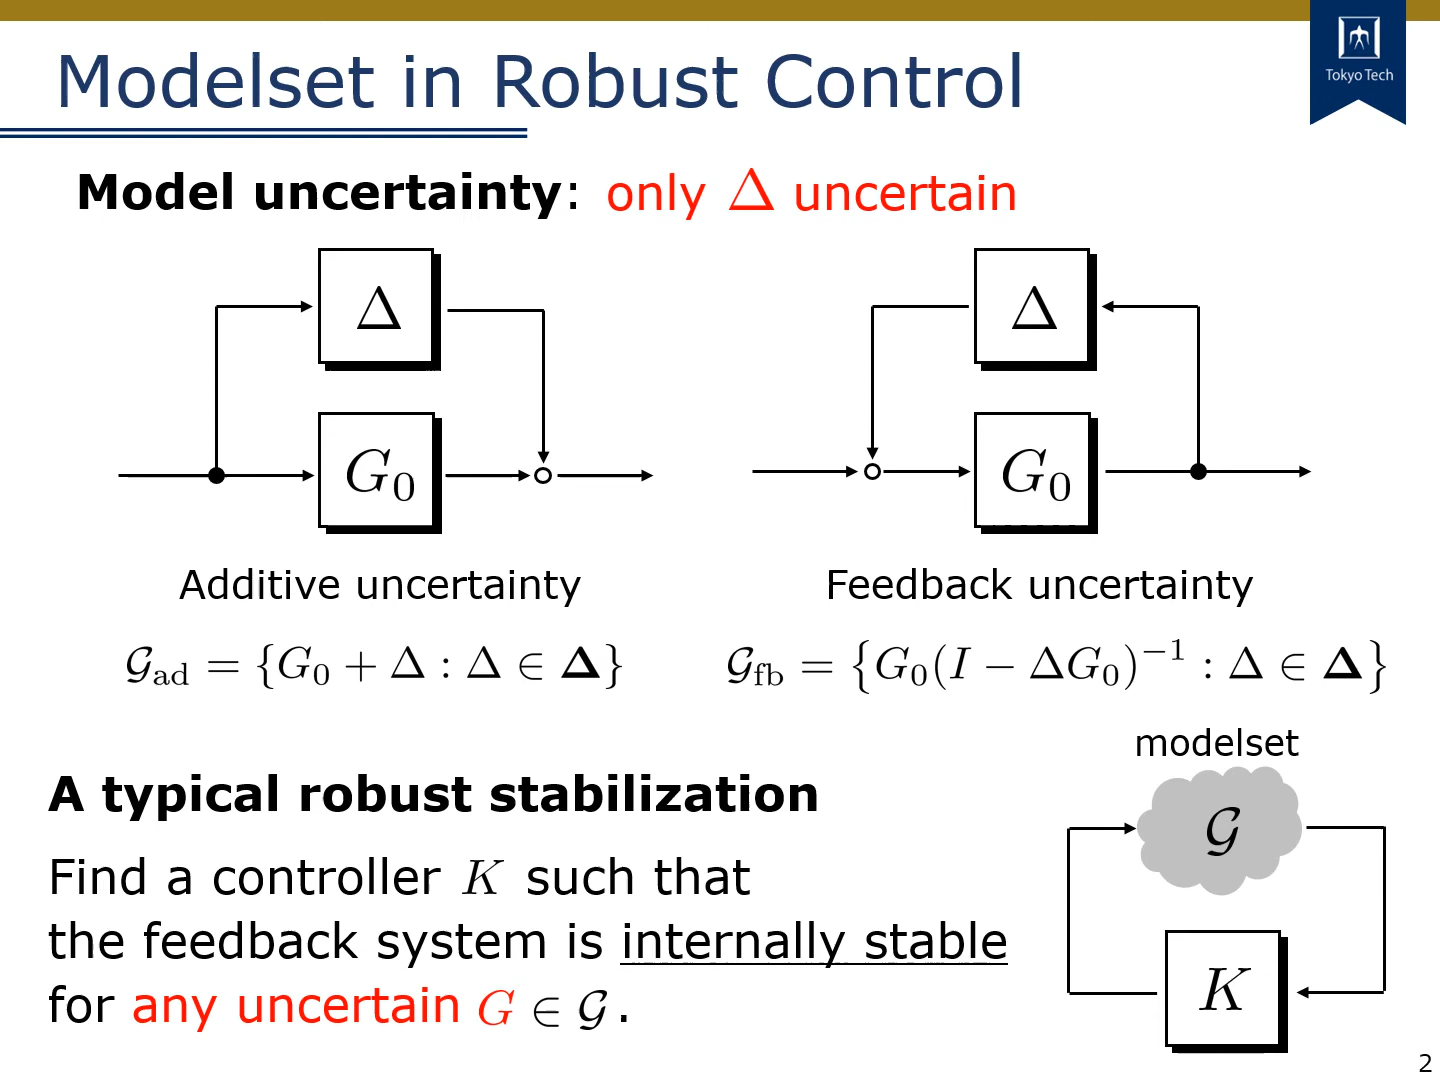 Tokyo Tech
Modelset in Robust Control
Model uncertainty: only Δ uncertain
Δ
G₀
Δ
G₀
Additive uncertainty
Feedback uncertainty
𝒢_ad = {G₀ + Δ : Δ ∈ 𝚫}
𝒢_fb = {G₀(I − ΔG₀)⁻¹ : Δ ∈ 𝚫}
modelset
𝒢
K
A typical robust stabilization
Find a controller K such that
the feedback system is internally stable
for any uncertain G ∈ 𝒢.
2